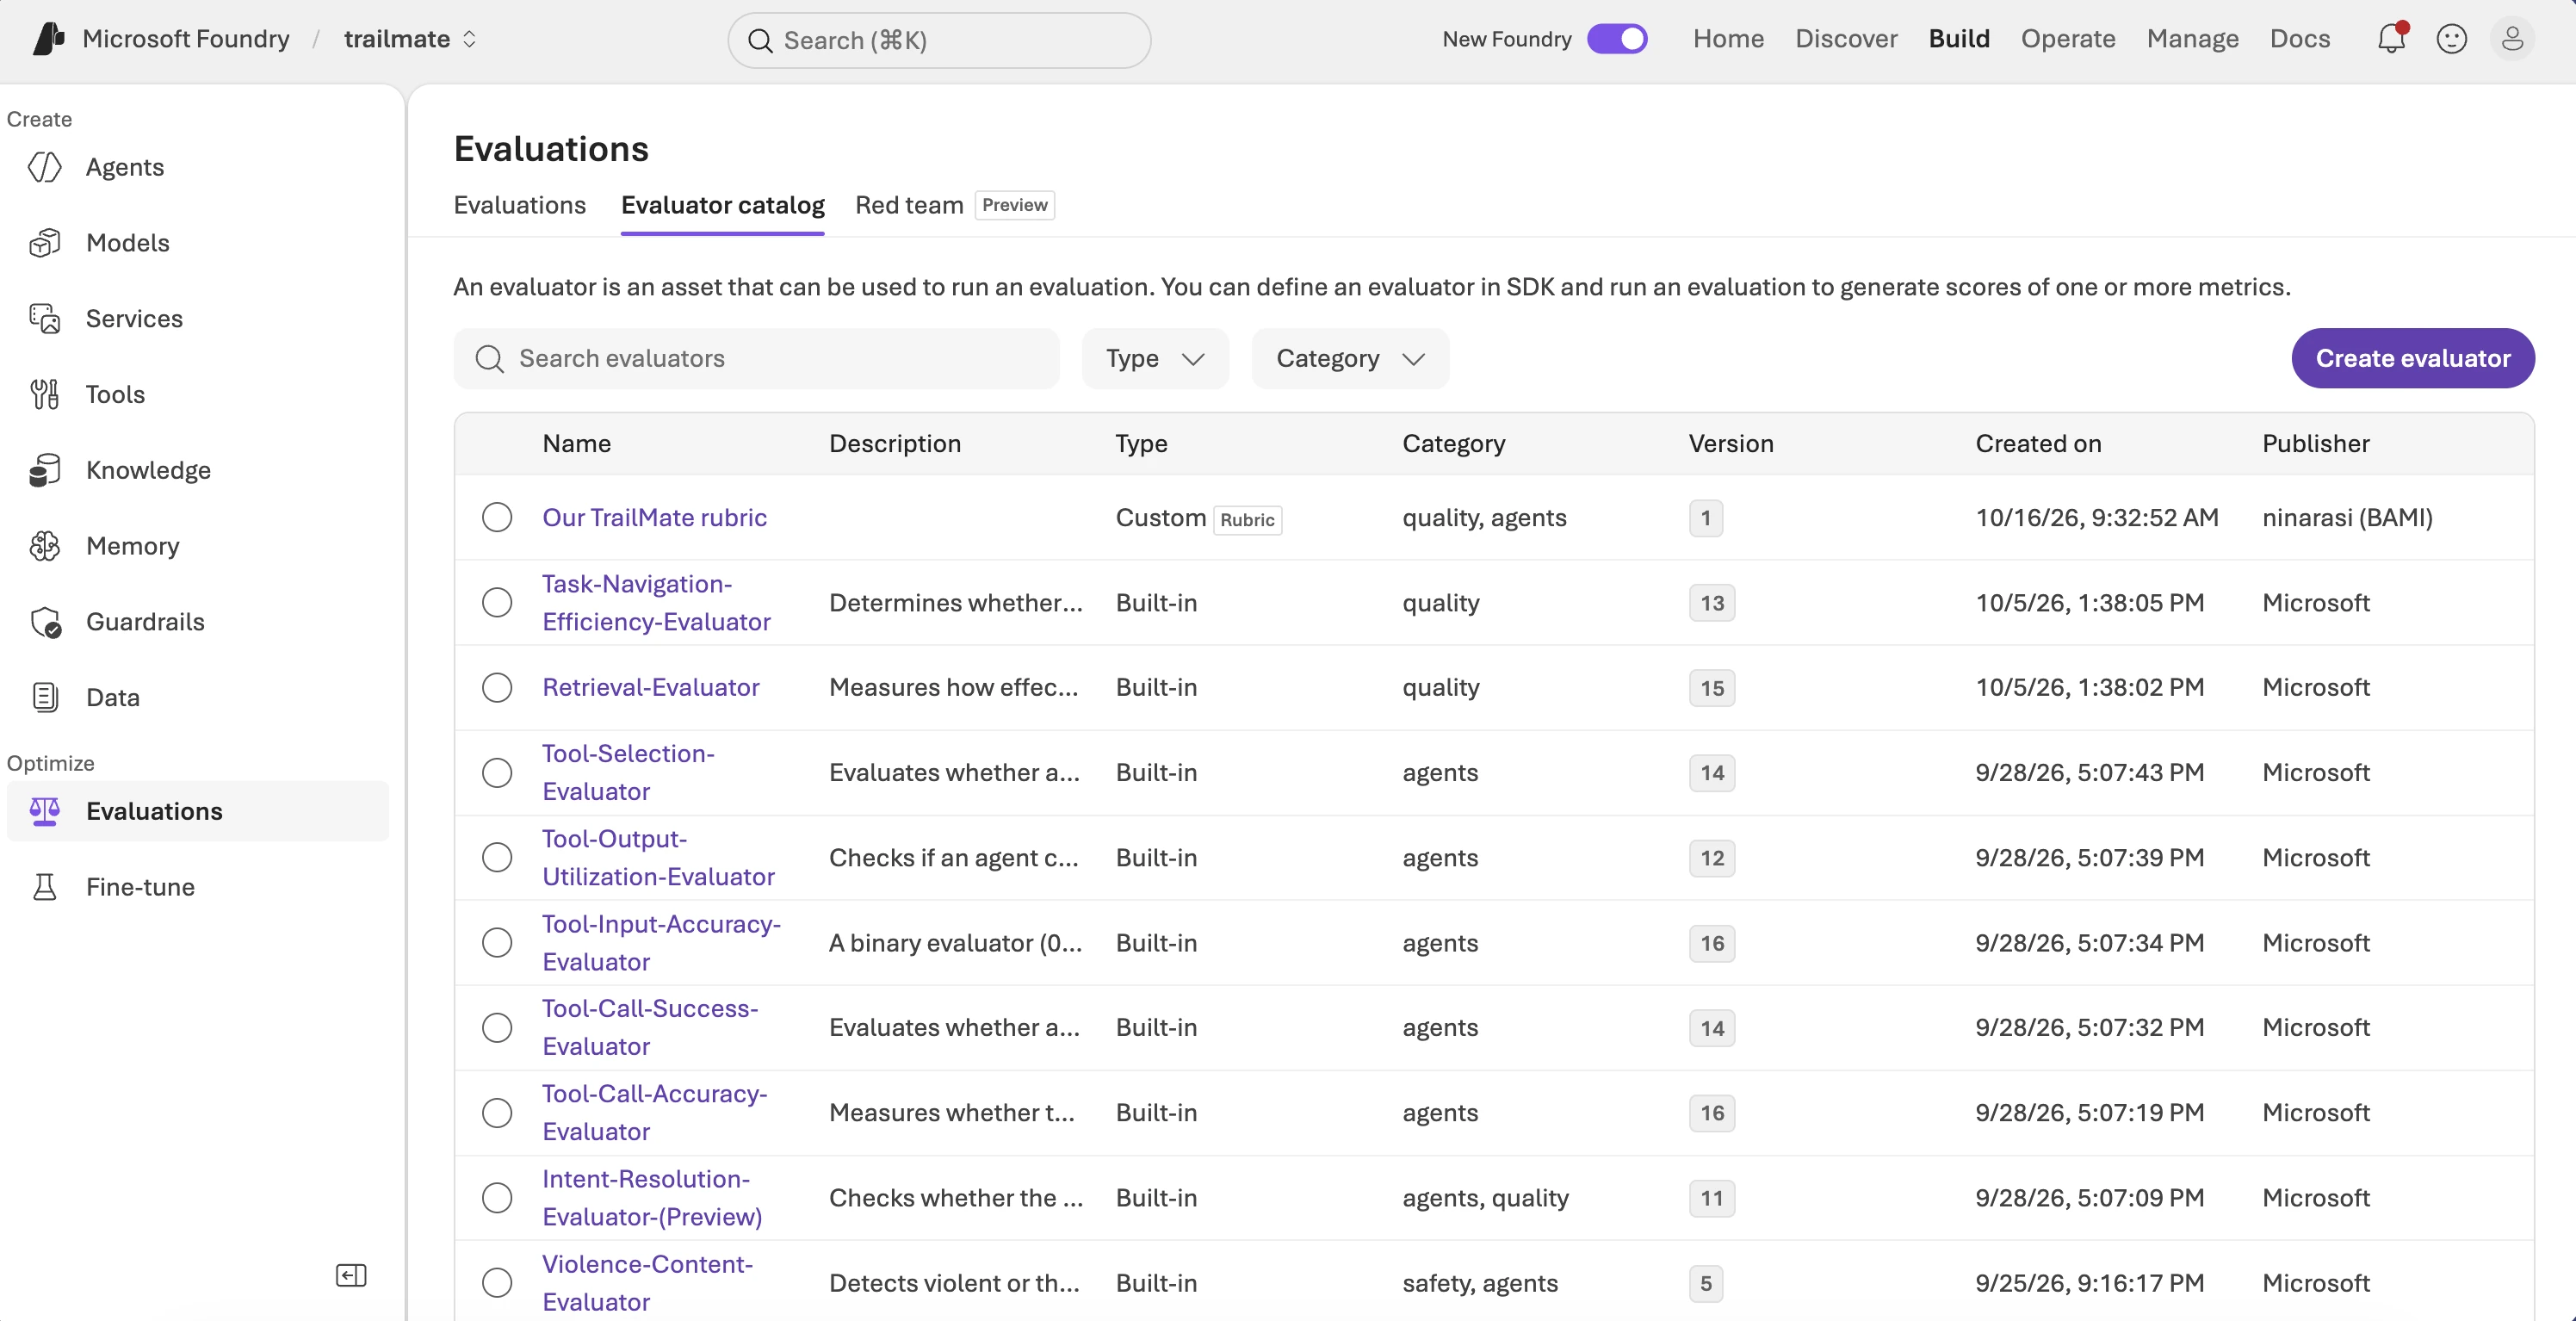 Microsoft Foundry / trailmate
Search (⌘K)
New Foundry
Home Discover Build Operate Manage Docs
Create
Agents
Models
Services
Tools
Knowledge
Memory
Guardrails
Data
Optimize
Evaluations
Fine-tune
Evaluations
Evaluations Evaluator catalog Red team Preview
An evaluator is an asset that can be used to run an evaluation. You can define an evaluator in SDK and run an evaluation to generate scores of one or more metrics.
Search evaluators Type Category Create evaluator
Name Description Type Category Version Created on Publisher
Our TrailMate rubric Custom Rubric quality, agents 1 10/16/26, 9:32:52 AM ninarasi (BAMI)
Task-Navigation-
Efficiency-Evaluator Determines whether... Built-in quality 13 10/5/26, 1:38:05 PM Microsoft
Retrieval-Evaluator Measures how effec... Built-in quality 15 10/5/26, 1:38:02 PM Microsoft
Tool-Selection-
Evaluator Evaluates whether a... Built-in agents 14 9/28/26, 5:07:43 PM Microsoft
Tool-Output-
Utilization-Evaluator Checks if an agent c... Built-in agents 12 9/28/26, 5:07:39 PM Microsoft
Tool-Input-Accuracy-
Evaluator A binary evaluator (0... Built-in agents 16 9/28/26, 5:07:34 PM Microsoft
Tool-Call-Success-
Evaluator Evaluates whether a... Built-in agents 14 9/28/26, 5:07:32 PM Microsoft
Tool-Call-Accuracy-
Evaluator Measures whether t... Built-in agents 16 9/28/26, 5:07:19 PM Microsoft
Intent-Resolution-
Evaluator-(Preview) Checks whether the ... Built-in agents, quality 11 9/28/26, 5:07:09 PM Microsoft
Violence-Content-
Evaluator Detects violent or th... Built-in safety, agents 5 9/25/26, 9:16:17 PM Microsoft